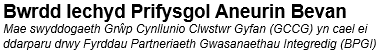 Bwrdd Iechyd Prifysgol Aneurin Bevan
Mae swyddogaeth Grŵp Cynllunio Clwstwr Gyfan (GCCG) yn cael ei
ddarparu drwy Fyrddau Partneriaeth Gwasanaethau Integredig (BPGI)